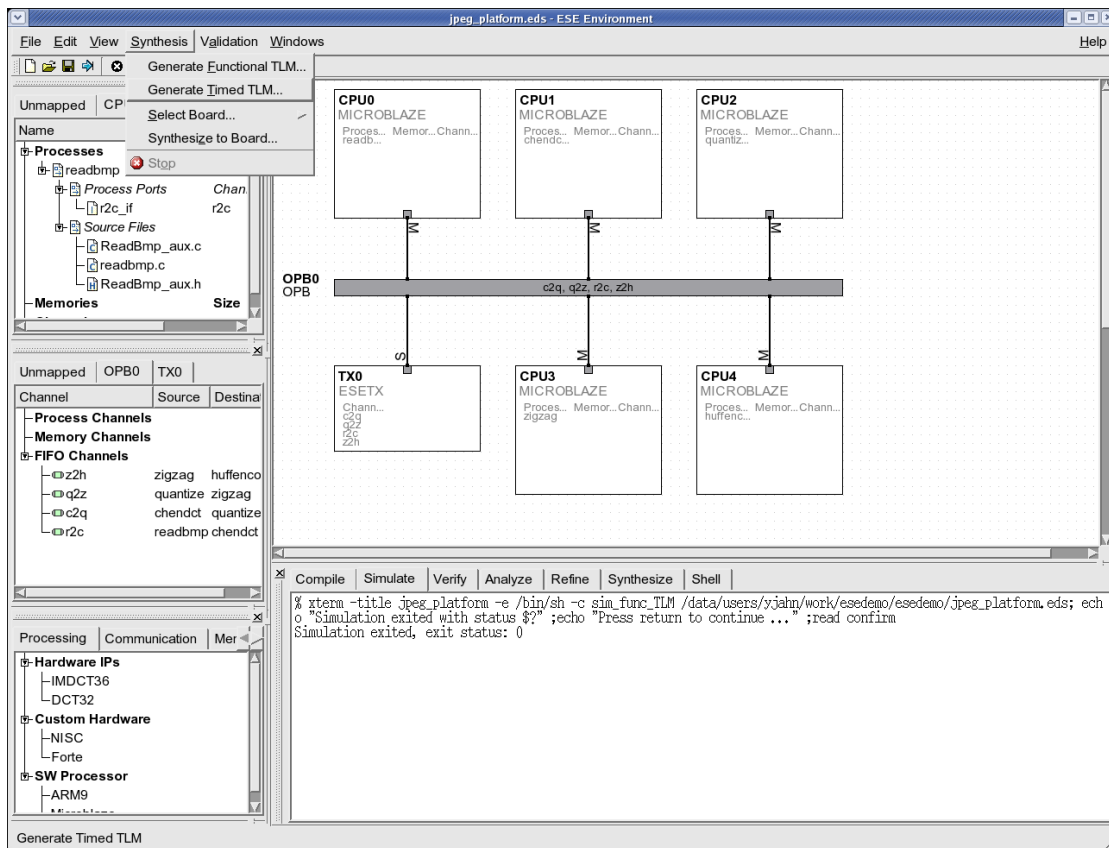 jpeg_platform.eds - ESE Environment
File Edit View Synthesis Validation Windows Help
Generate Functional TLM...
Generate Timed TLM...
Select Board...
Synthesize to Board...
Stop
Unmapped CP
Name
Processes
readbmp
Process Ports Chan
r2c_if r2c
Source Files
ReadBmp_aux.c
readbmp.c
ReadBmp_aux.h
Memories Size
Unmapped OPB0 TX0
Channel Source Destina
Process Channels
Memory Channels
FIFO Channels
z2h zigzag huffenco
q2z quantize zigzag
c2q chendct quantize
r2c readbmp chendct
Processing Communication Mer
Hardware IPs
IMDCT36
DCT32
Custom Hardware
NISC
Forte
SW Processor
ARM9
Microblaze
CPU0
MICROBLAZE
Proces... Memor... Chann...
readb...
CPU1
MICROBLAZE
Proces... Memor... Chann...
chendc...
CPU2
MICROBLAZE
Proces... Memor... Chann...
quantiz...
M M M
OPB0
OPB
c2q, q2z, r2c, z2h
S M M
TX0
ESETX
Chann...
c2q
q2z
r2c
z2h
CPU3
MICROBLAZE
Proces... Memor... Chann...
zigzag
CPU4
MICROBLAZE
Proces... Memor... Chann...
huffenc...
Compile Simulate Verify Analyze Refine Synthesize Shell
% xterm -title jpeg_platform -e /bin/sh -c sim_func_TLM /data/users/yjahn/work/esedemo/esedemo/jpeg_platform.eds; ech
o "Simulation exited with status $?" ;echo "Press return to continue ..." ;read confirm
Simulation exited, exit status: 0
Generate Timed TLM